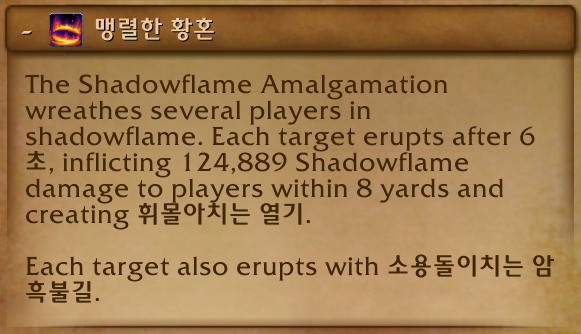 - 맹렬한 황혼
The Shadowflame Amalgamation
wreathes several players in
shadowflame. Each target erupts after 6
초, inflicting 124,889 Shadowflame
damage to players within 8 yards and
creating 휘몰아치는 열기.
Each target also erupts with 소용돌이치는 암
흑불길.